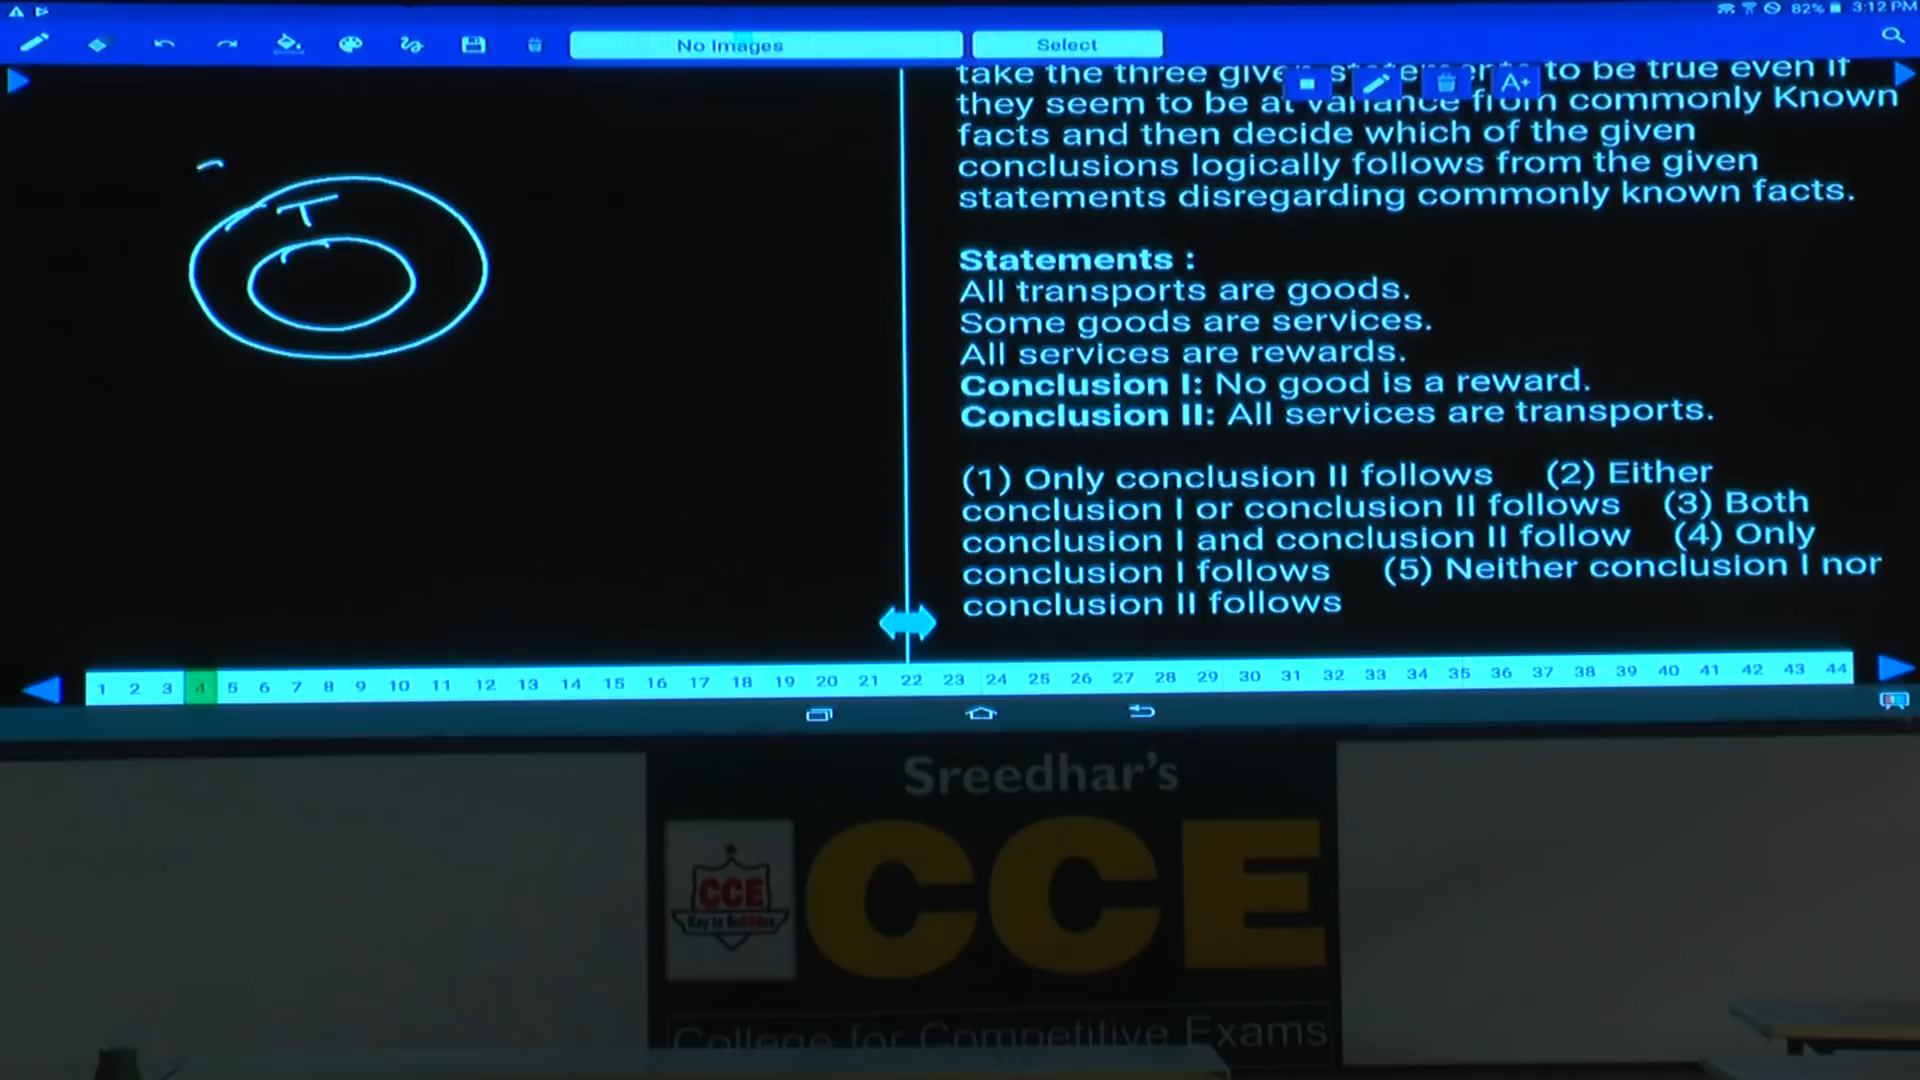 82% 3:12 PM
No Images Select
take the three given statements to be true even if
they seem to be at variance from commonly Known
facts and then decide which of the given
conclusions logically follows from the given
statements disregarding commonly known facts.
A+
T
Statements :
All transports are goods.
Some goods are services.
All services are rewards.
Conclusion I: No good is a reward.
Conclusion II: All services are transports.
(1) Only conclusion II follows (2) Either
conclusion I or conclusion II follows (3) Both
conclusion I and conclusion II follow (4) Only
conclusion I follows (5) Neither conclusion I nor
conclusion II follows
1 2 3 4 5 6 7 8 9 10 11 12 13 14 15 16 17 18 19 20 21 22 23 24 25 26 27 28 29 30 31 32 33 34 35 36 37 38 39 40 41 42 43 44
Sreedhar's
CCE
CCE
College for Competitive Exams